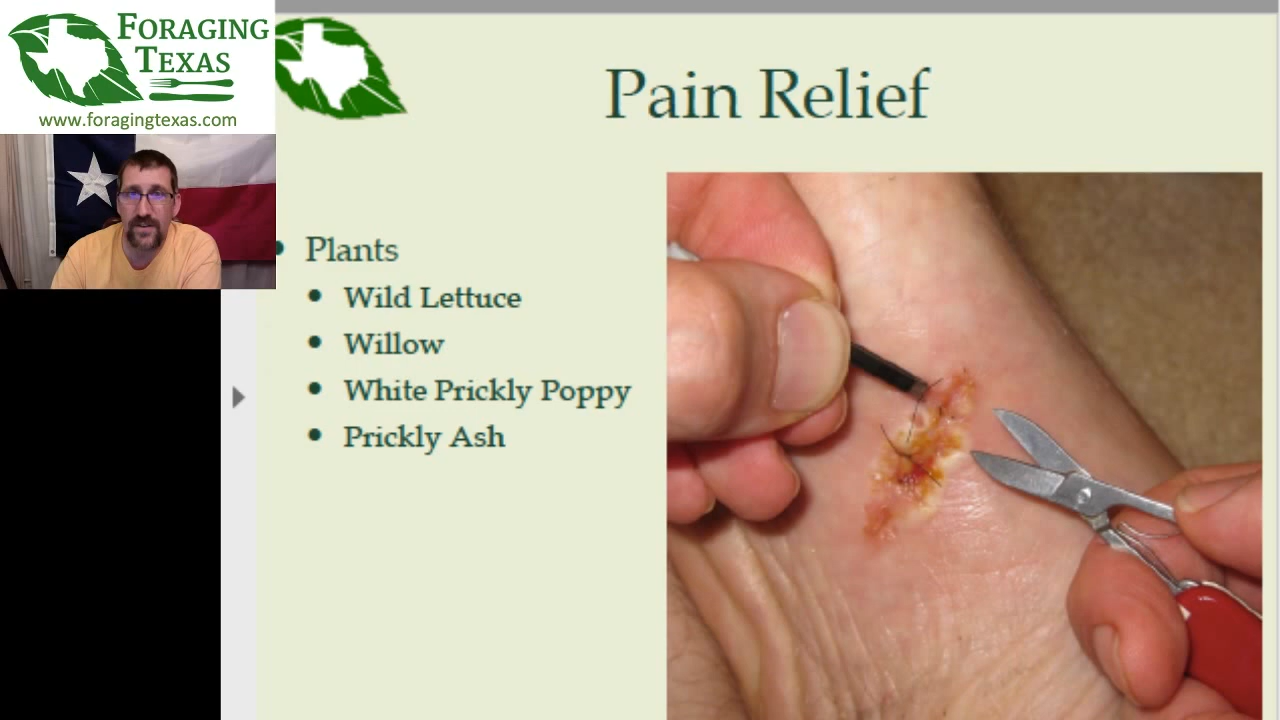 FORAGING
TEXAS
www.foragingtexas.com
Pain Relief
• Plants
• Wild Lettuce
• Willow
• White Prickly Poppy
• Prickly Ash